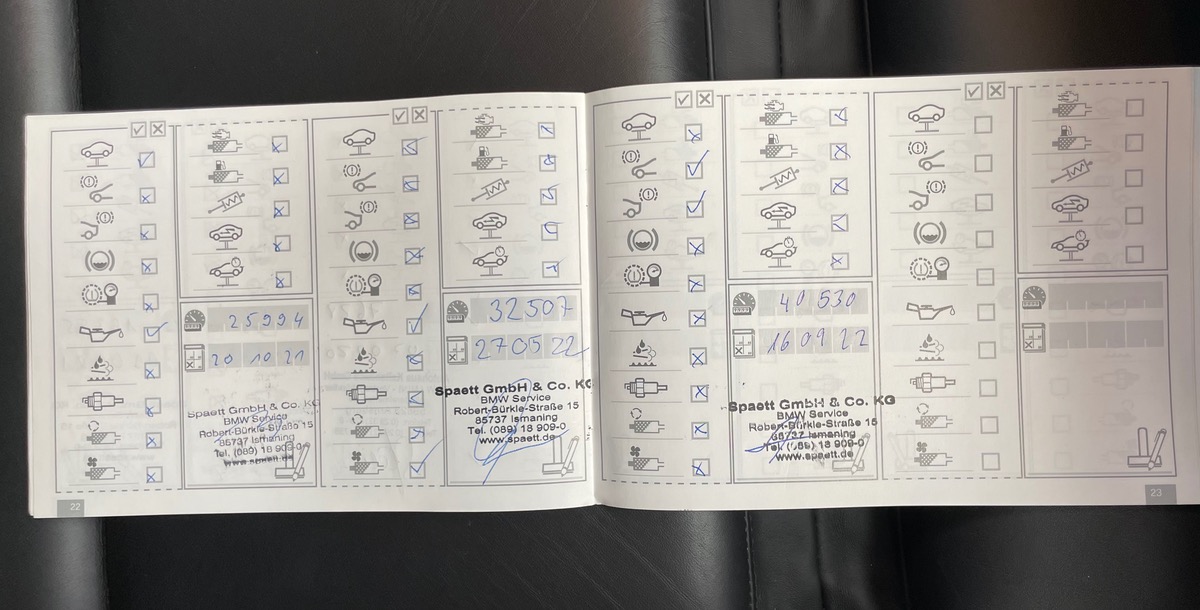 25994
20 10 21
Spaett GmbH & Co. KG
BMW Service
Robert-Bürkle-Straße 15
85737 Ismaning
Tel. (089) 18 909-0
www.spaett.de
32507
27 05 22
Spaett GmbH & Co. KG
BMW Service
Robert-Bürkle-Straße 15
85737 Ismaning
Tel. (089) 18 909-0
www.spaett.de
22
40 530
16 09 22
Spaett GmbH & Co. KG
BMW Service
Robert-Bürkle-Straße 15
85737 Ismaning
Tel. (089) 18 909-0
www.spaett.de
23